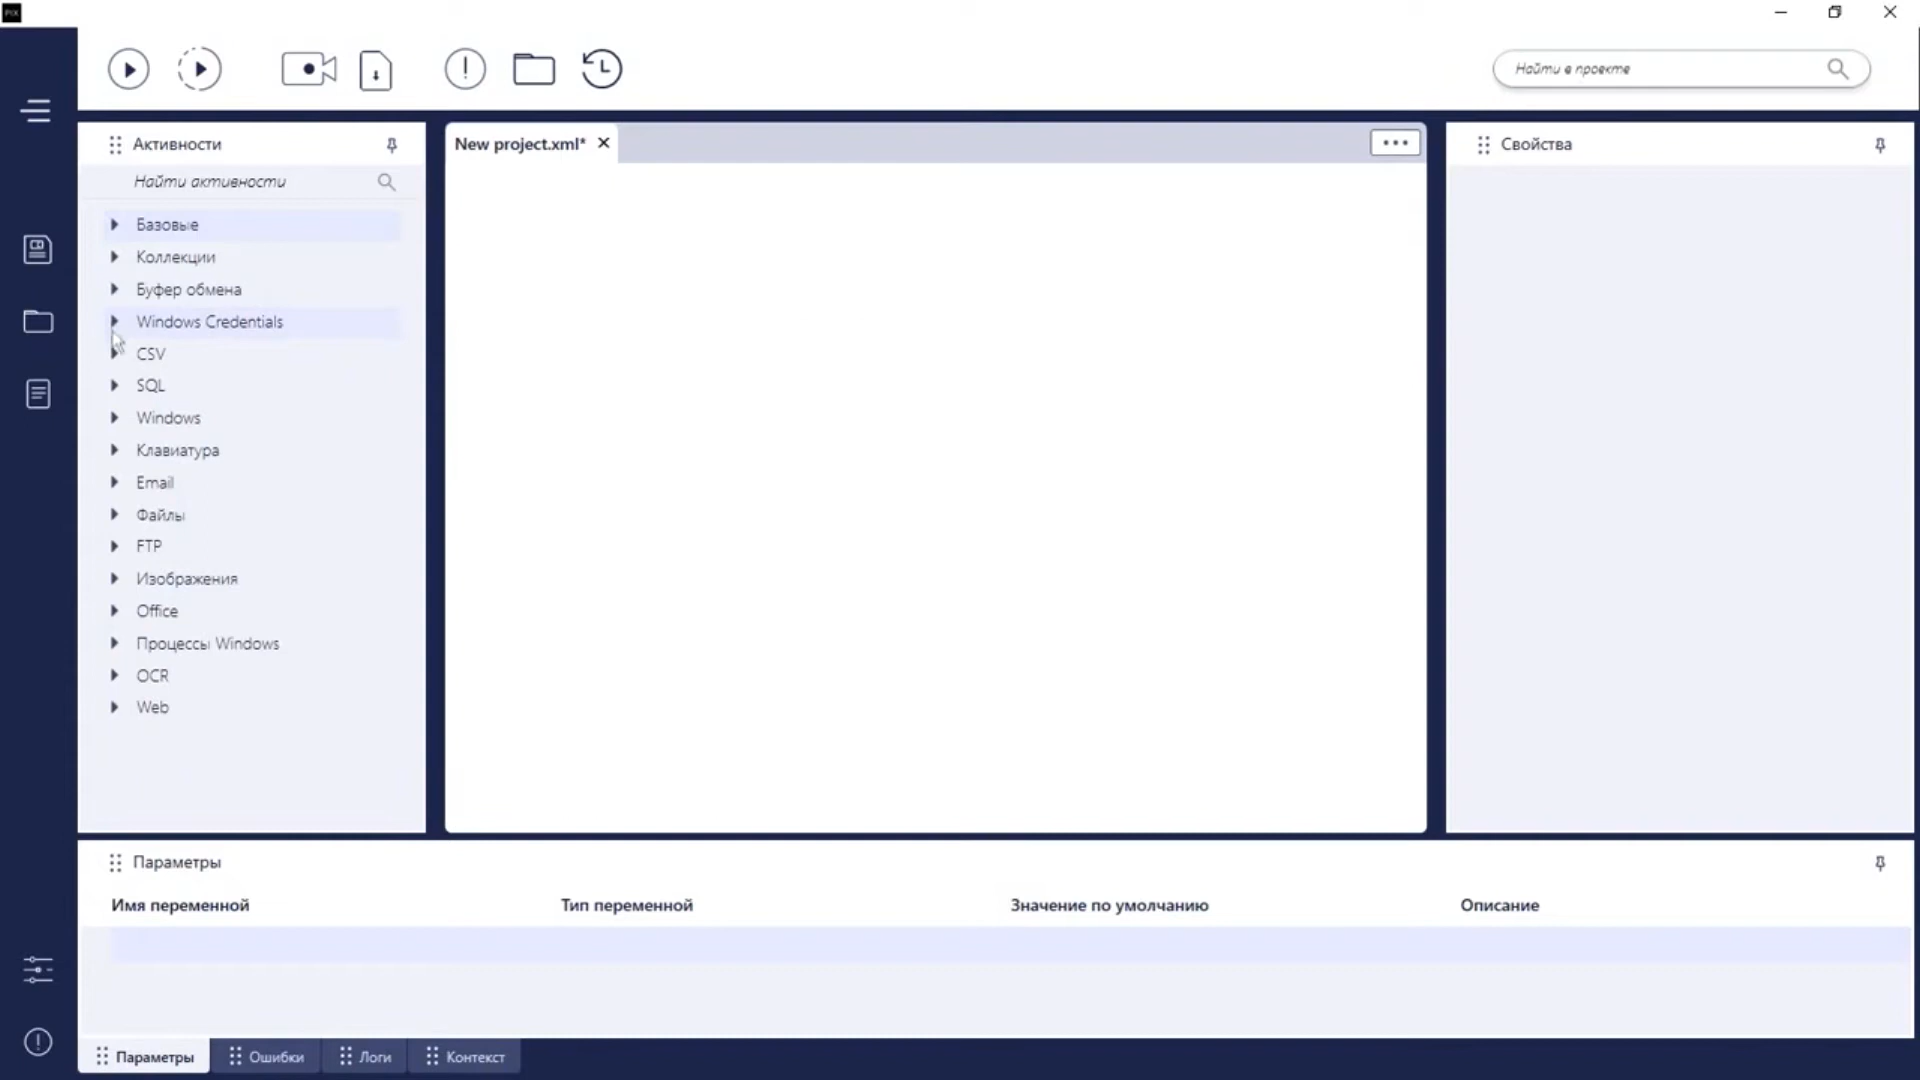 PIX
Найти в проекте
Активности
New project.xml*
Свойства
Найти активности
Базовые
Коллекции
Буфер обмена
Windows Credentials
CSV
SQL
Windows
Клавиатура
Email
Файлы
FTP
Изображения
Office
Процессы Windows
OCR
Web
Параметры
Имя переменной Тип переменной Значение по умолчанию Описание
Параметры Ошибки Логи Контекст